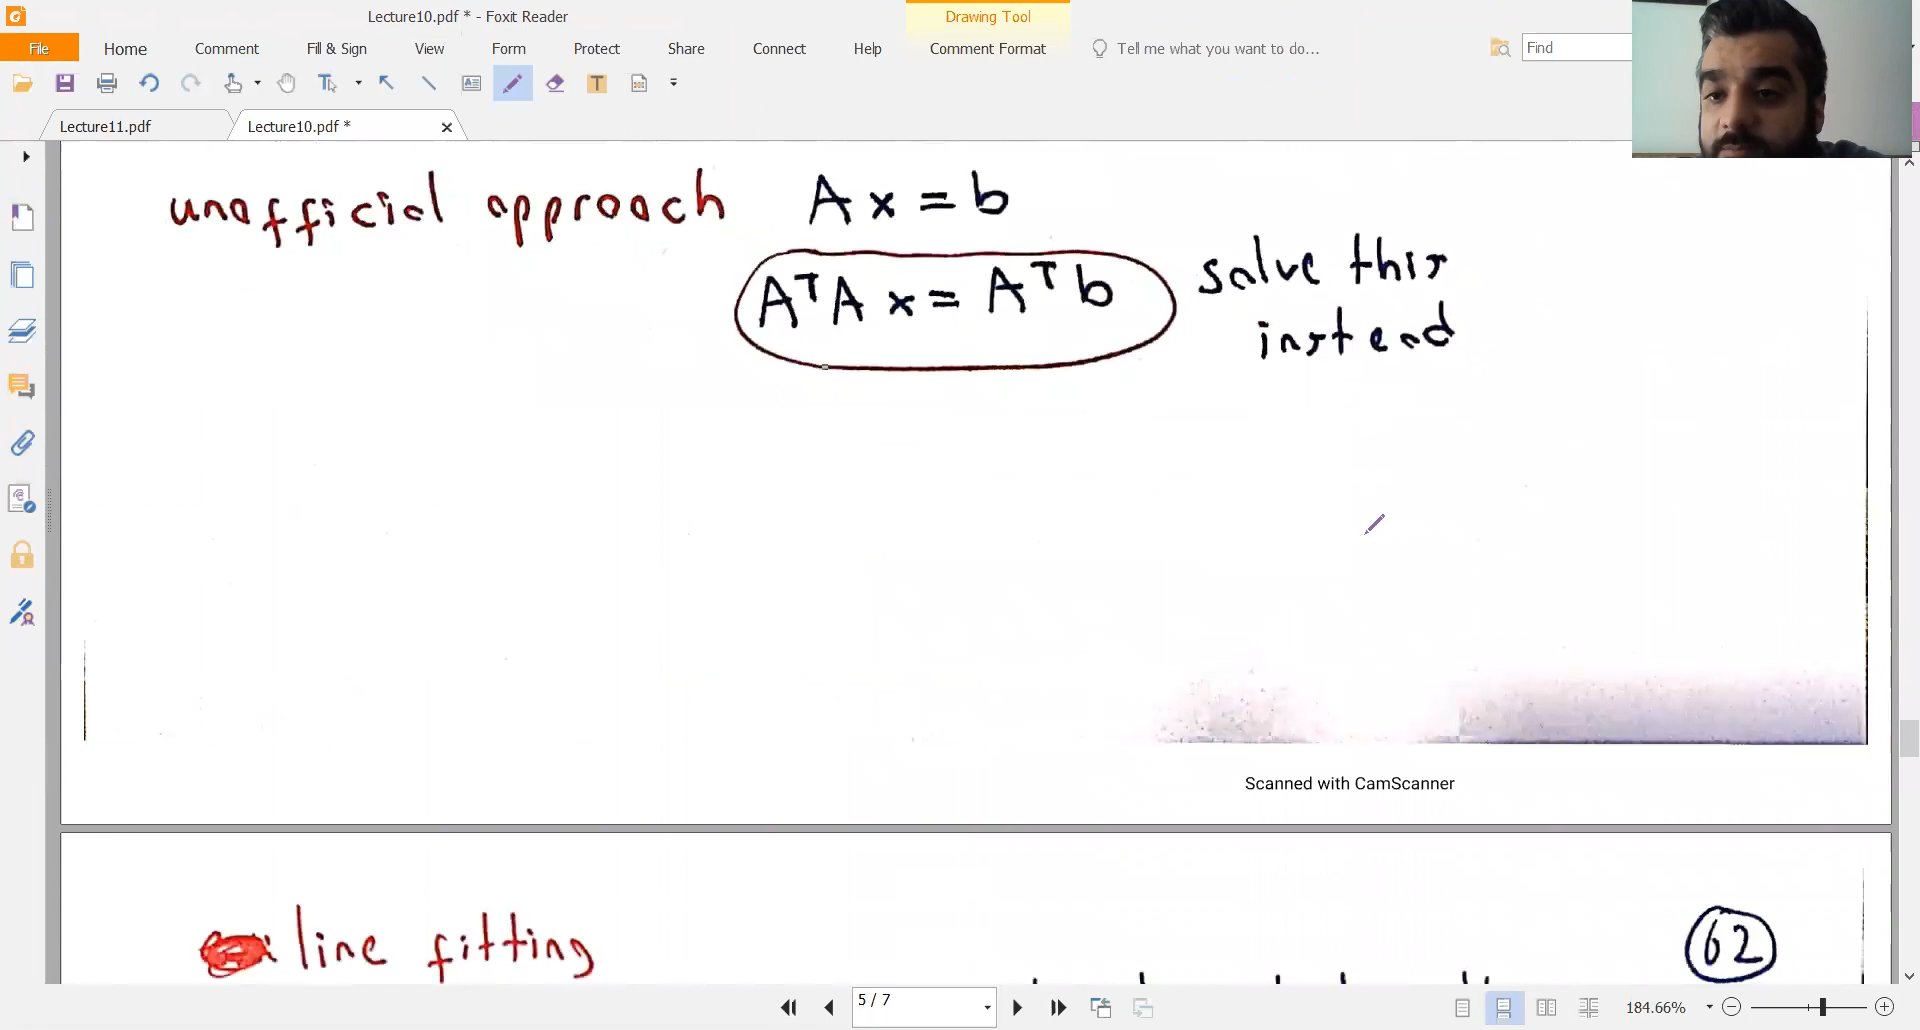 Lecture10.pdf * - Foxit Reader
Drawing Tool
File
Home
Comment
Fill & Sign
View
Form
Protect
Share
Connect
Help
Comment Format
Tell me what you want to do...
Find
Lecture11.pdf
Lecture10.pdf *
unofficial approach Ax = b
AᵀA x = Aᵀb solve this
instead
Scanned with CamScanner
line fitting
62
5 / 7
184.66%